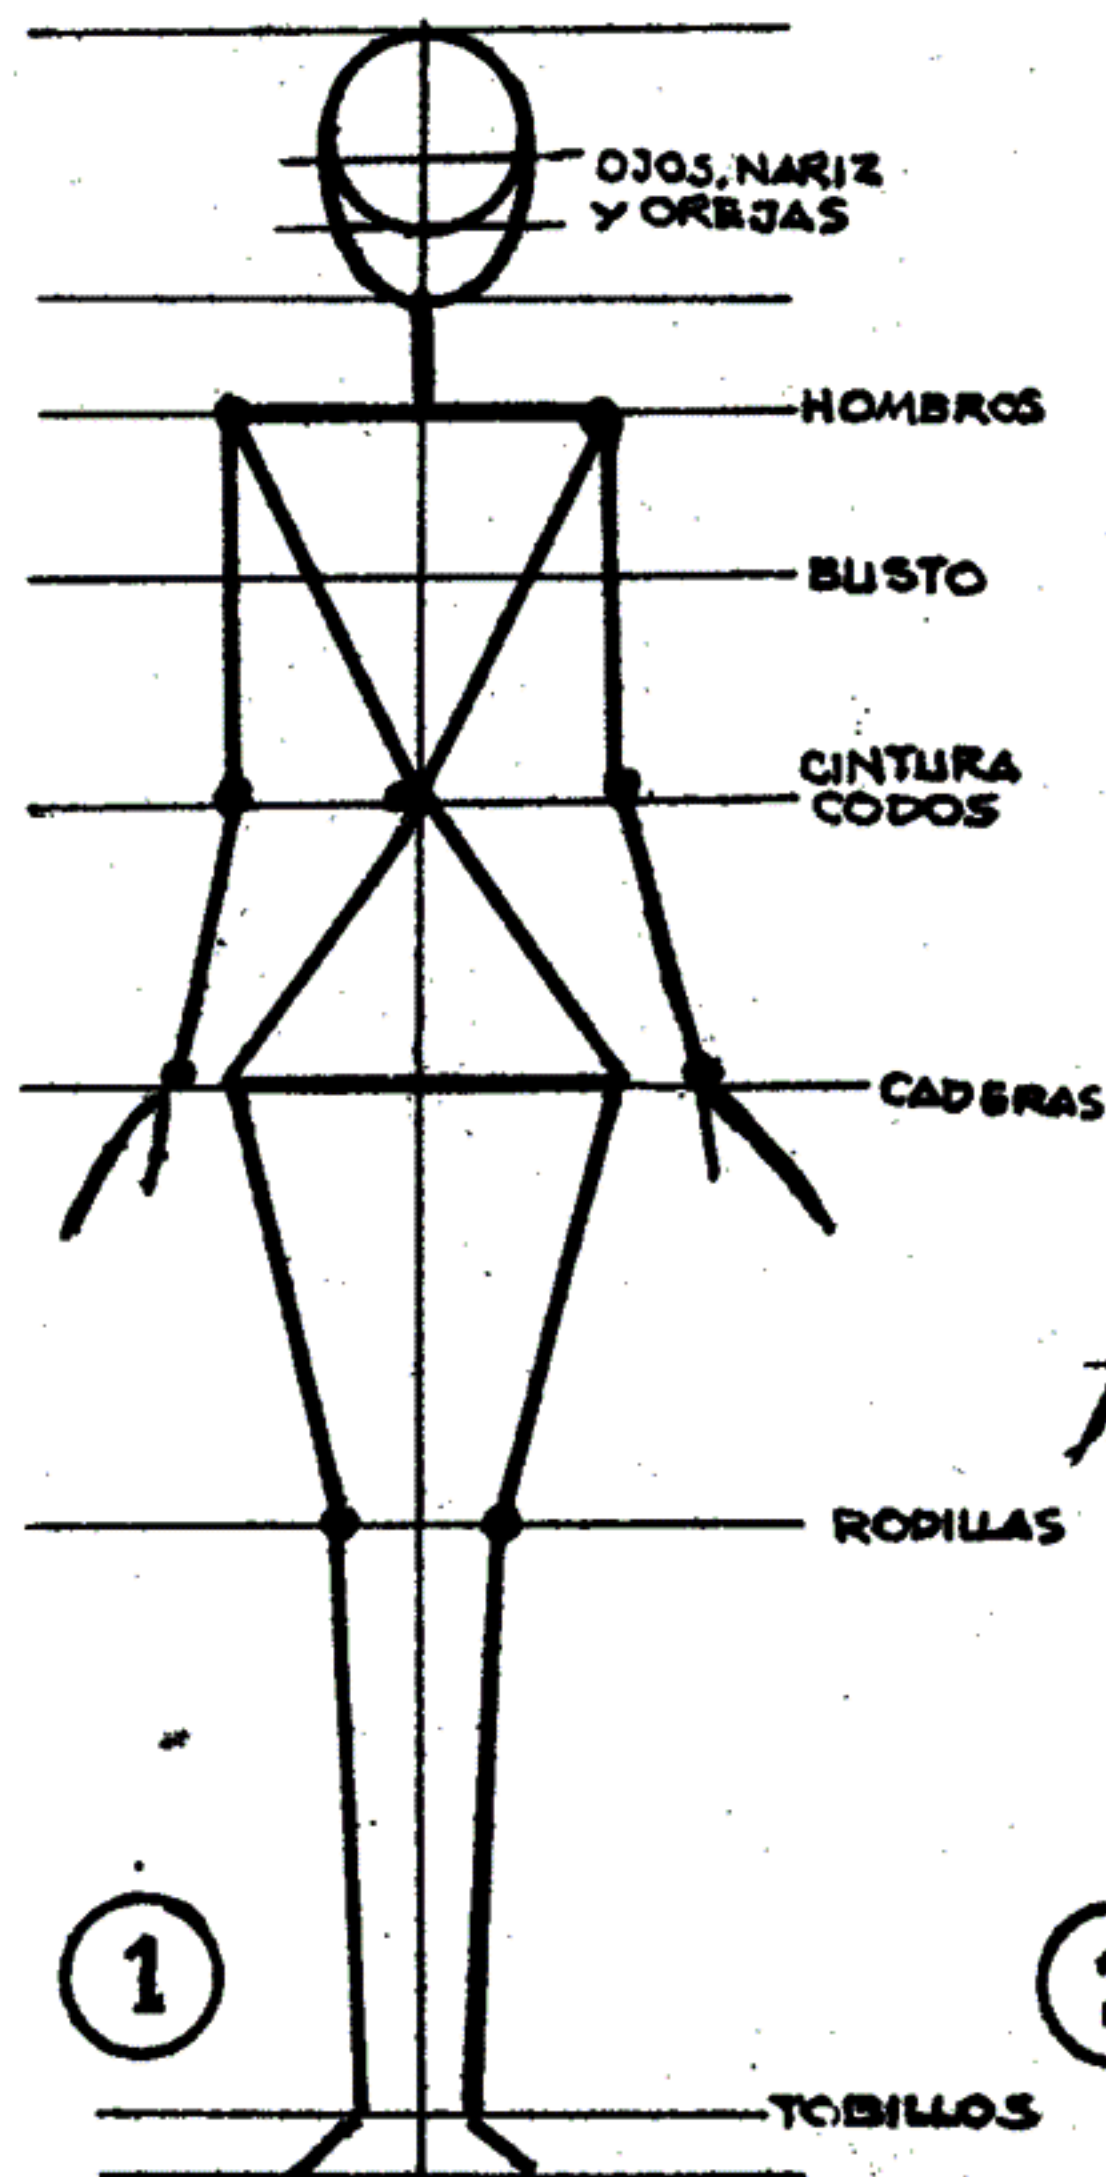 OJOS, NARIZ
Y OREJAS
HOMBROS
BUSTO
CINTURA
CODOS
CADERAS
RODILLAS
1
TOBILLOS